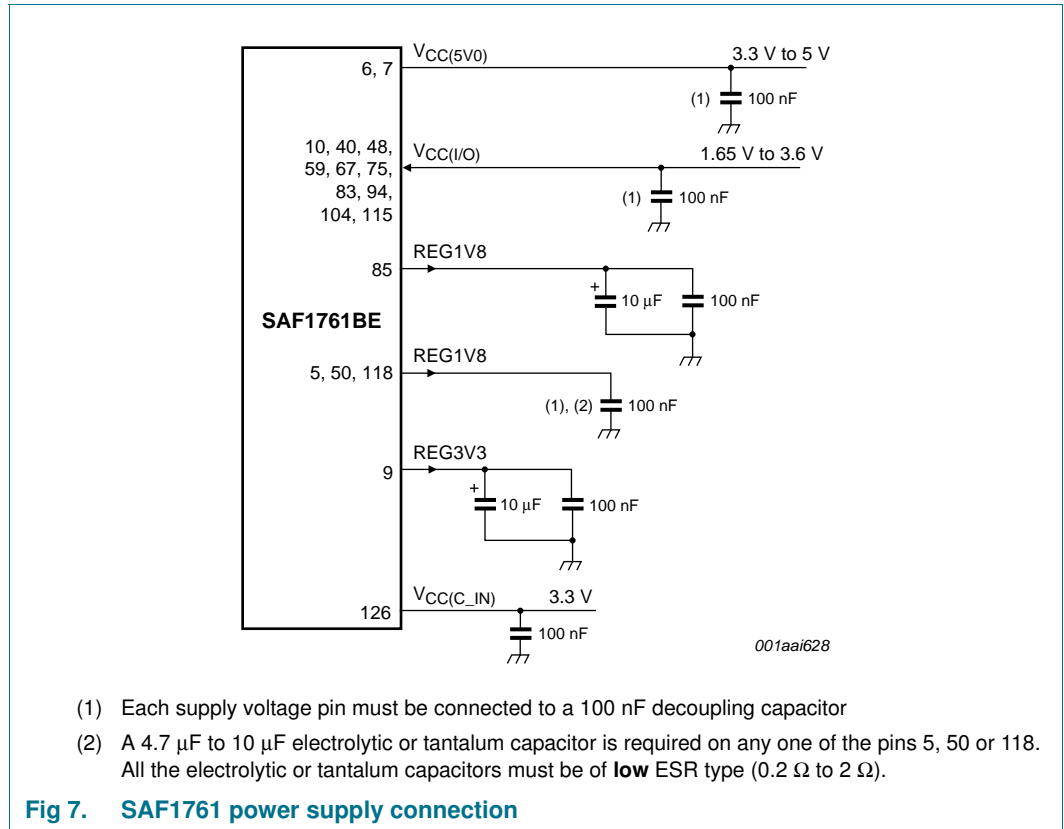 V_CC(5V0)
3.3 V to 5 V
6, 7
(1)
100 nF
10, 40, 48,
59, 67, 75,
83, 94,
104, 115
V_CC(I/O)
1.65 V to 3.6 V
(1)
100 nF
85
REG1V8
+
10 μF
100 nF
SAF1761BE
5, 50, 118
REG1V8
(1), (2)
100 nF
9
REG3V3
+
10 μF
100 nF
126
V_CC(C_IN)
3.3 V
100 nF
001aai628
(1) Each supply voltage pin must be connected to a 100 nF decoupling capacitor
(2) A 4.7 μF to 10 μF electrolytic or tantalum capacitor is required on any one of the pins 5, 50 or 118.
All the electrolytic or tantalum capacitors must be of low ESR type (0.2 Ω to 2 Ω).
Fig 7. SAF1761 power supply connection